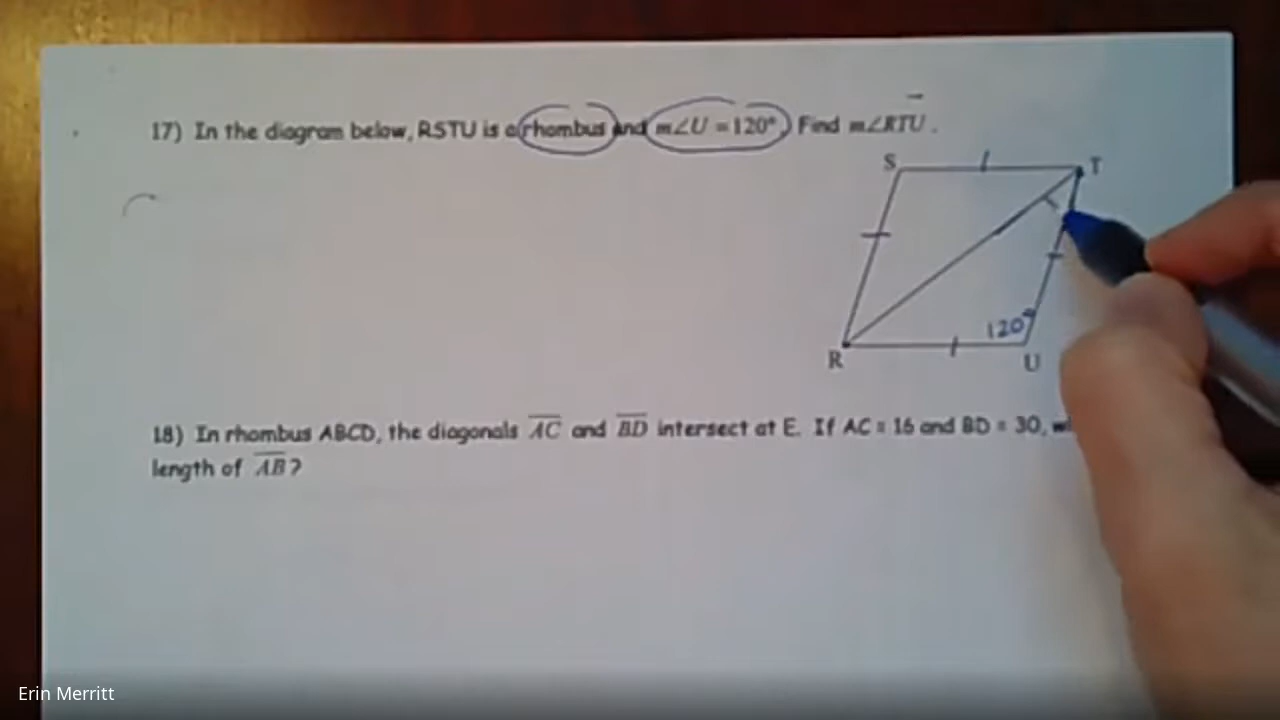 17) In the diagram below, RSTU is a rhombus and m∠U = 120°. Find m∠RTU.
S
T
120°
R
U
18) In rhombus ABCD, the diagonals AC and BD intersect at E. If AC = 16 and BD = 30,
length of AB?
Erin Merritt